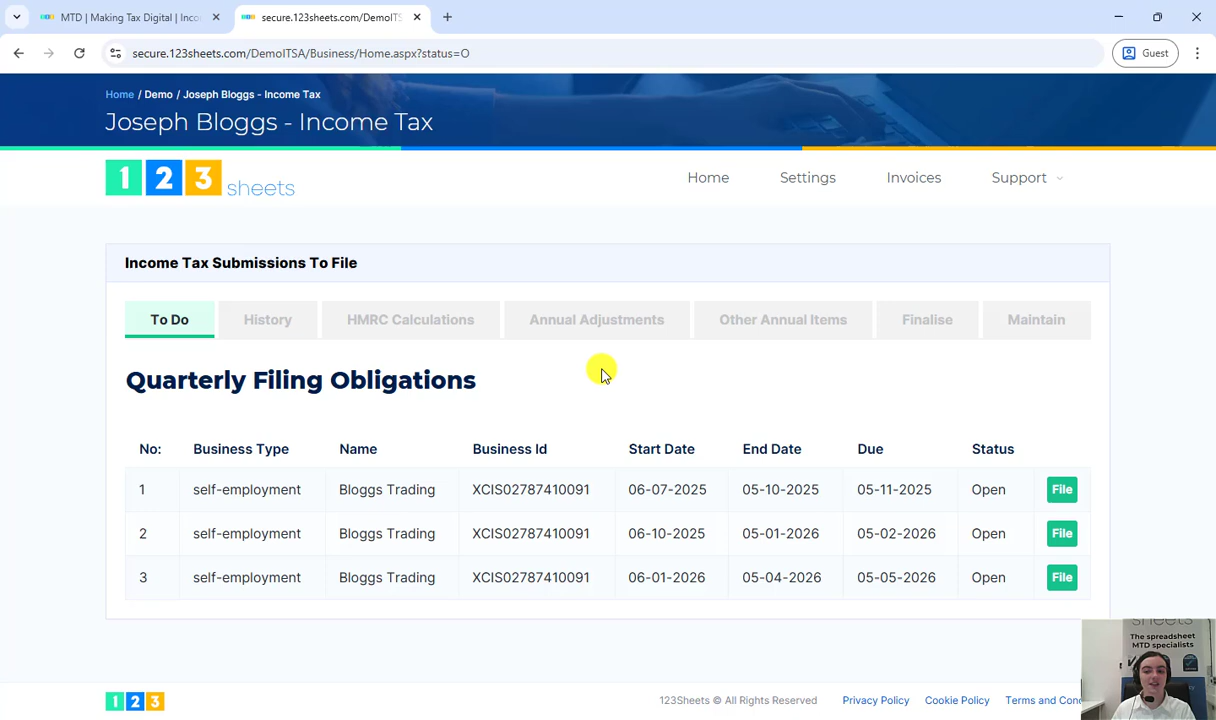 MTD | Making Tax Digital | Inco
secure.123sheets.com/DemoITS
secure.123sheets.com/DemoITSA/Business/Home.aspx?status=O
Guest
Home / Demo / Joseph Bloggs - Income Tax
Joseph Bloggs - Income Tax
1 2 3 sheets
Home Settings Invoices Support
Income Tax Submissions To File
To Do History HMRC Calculations Annual Adjustments Other Annual Items Finalise Maintain
Quarterly Filing Obligations
No: Business Type Name Business Id Start Date End Date Due Status
1 self-employment Bloggs Trading XCIS02787410091 06-07-2025 05-10-2025 05-11-2025 Open File
2 self-employment Bloggs Trading XCIS02787410091 06-10-2025 05-01-2026 05-02-2026 Open File
3 self-employment Bloggs Trading XCIS02787410091 06-01-2026 05-04-2026 05-05-2026 Open File
sheets
The spreadsheet
MTD specialists
1 2 3
123Sheets © All Rights Reserved Privacy Policy Cookie Policy Terms and Cond